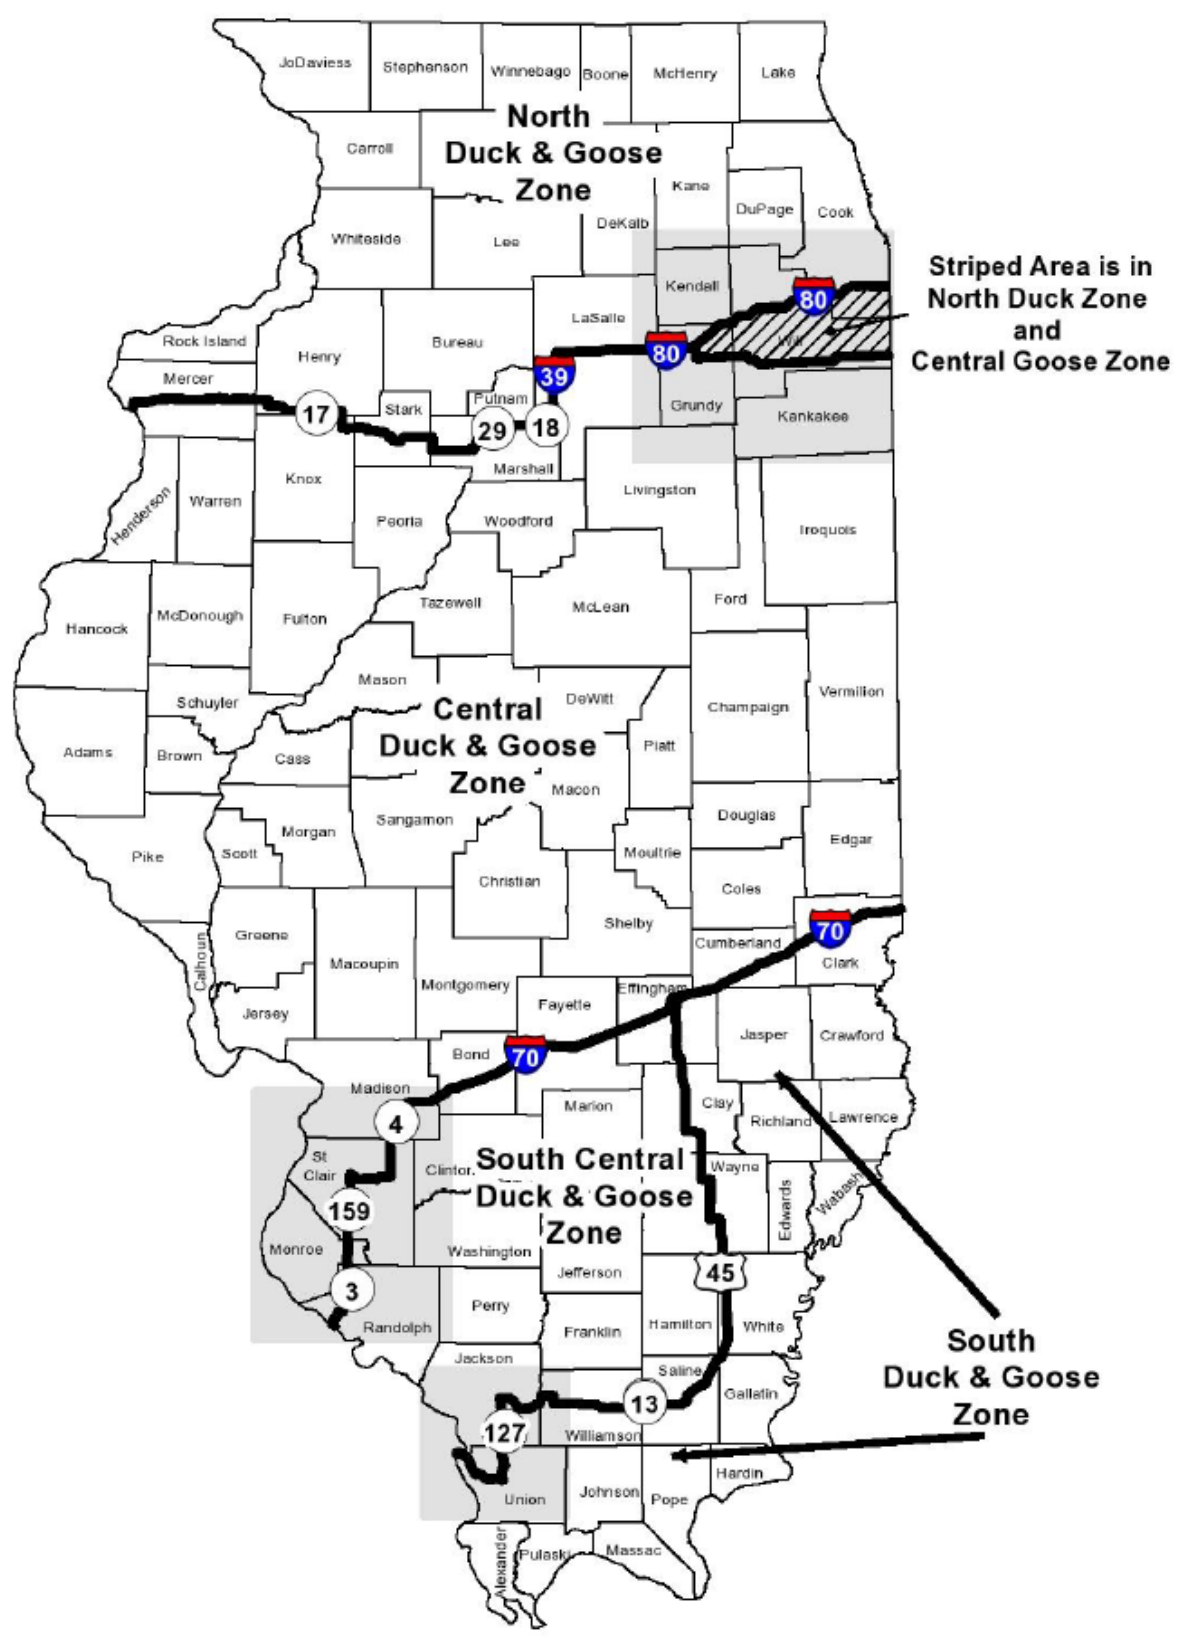 JoDaviess
Stephenson
Winnebago
Boone
McHenry
Lake
North
Duck & Goose
Zone
Carroll
Kane
DuPage
Cook
DeKalb
Whiteside
Lee
Striped Area is in
North Duck Zone
and
Central Goose Zone
Kendall
80
LaSalle
Rock Island
Henry
Bureau
80
Will
Mercer
39
Putnam
Stark
17
29
18
Grundy
Kankakee
Marshall
Knox
Livingston
Henderson
Warren
Peoria
Woodford
Iroquois
Ford
Tazewell
McLean
McDonough
Fulton
Hancock
Mason
Vermilion
Schuyler
DeWitt
Champaign
Central
Duck & Goose
Zone
Piatt
Adams
Brown
Cass
Macon
Douglas
Sangamon
Morgan
Edgar
Pike
Scott
Moultrie
Christian
Coles
Shelby
Greene
70
Cumberland
Calhoun
Macoupin
Clark
Montgomery
Effingham
Fayette
Jersey
Jasper
Crawford
Bond
70
Madison
Marion
Clay
Richland
Lawrence
4
St
Clair
Clinton
South Central
Duck & Goose
Zone
Wayne
Edwards
Wabash
159
Monroe
Washington
Jefferson
45
3
Perry
Randolph
Franklin
Hamilton
White
Jackson
Saline
Gallatin
South
Duck & Goose
Zone
13
127
Williamson
Hardin
Union
Johnson
Pope
Alexander
Pulaski
Massac